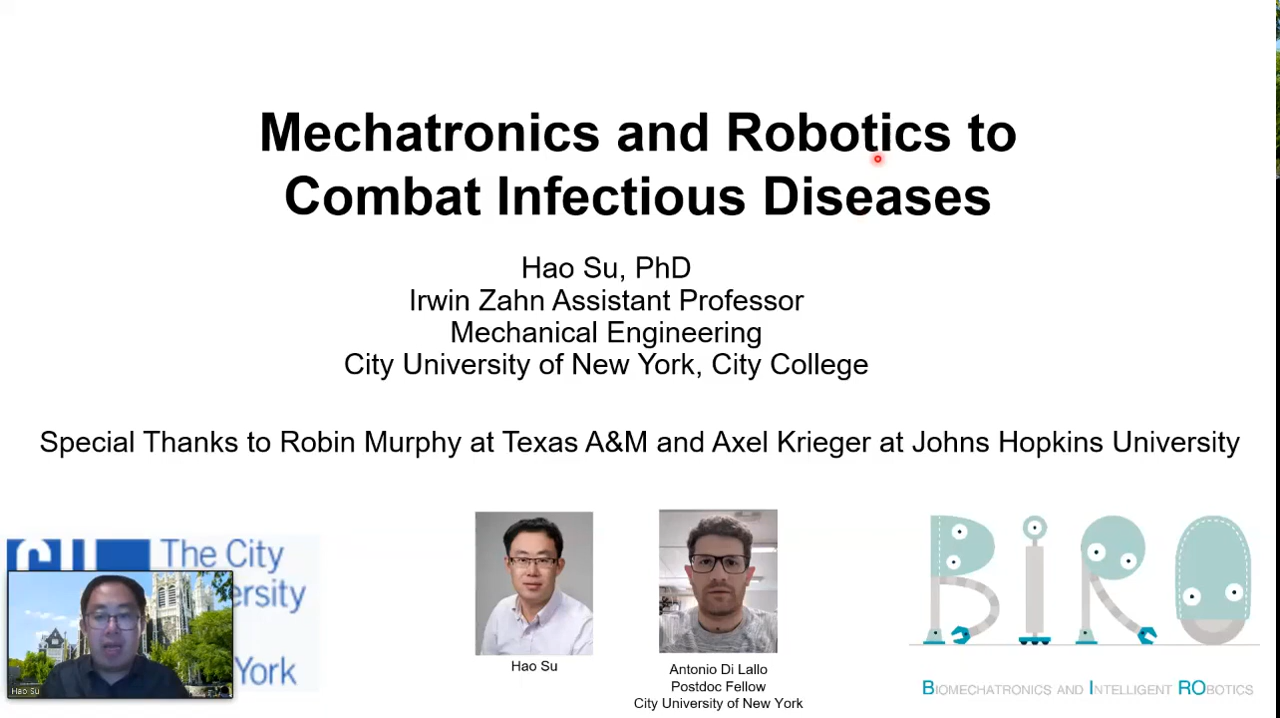 Mechatronics and Robotics to
Combat Infectious Diseases
Hao Su, PhD
Irwin Zahn Assistant Professor
Mechanical Engineering
City University of New York, City College
Special Thanks to Robin Murphy at Texas A&M and Axel Krieger at Johns Hopkins University
The City
ersity
York
Hao Su
Hao Su
Antonio Di Lallo
Postdoc Fellow
City University of New York
BIRO
BIOMECHATRONICS AND INTELLIGENT ROBOTICS